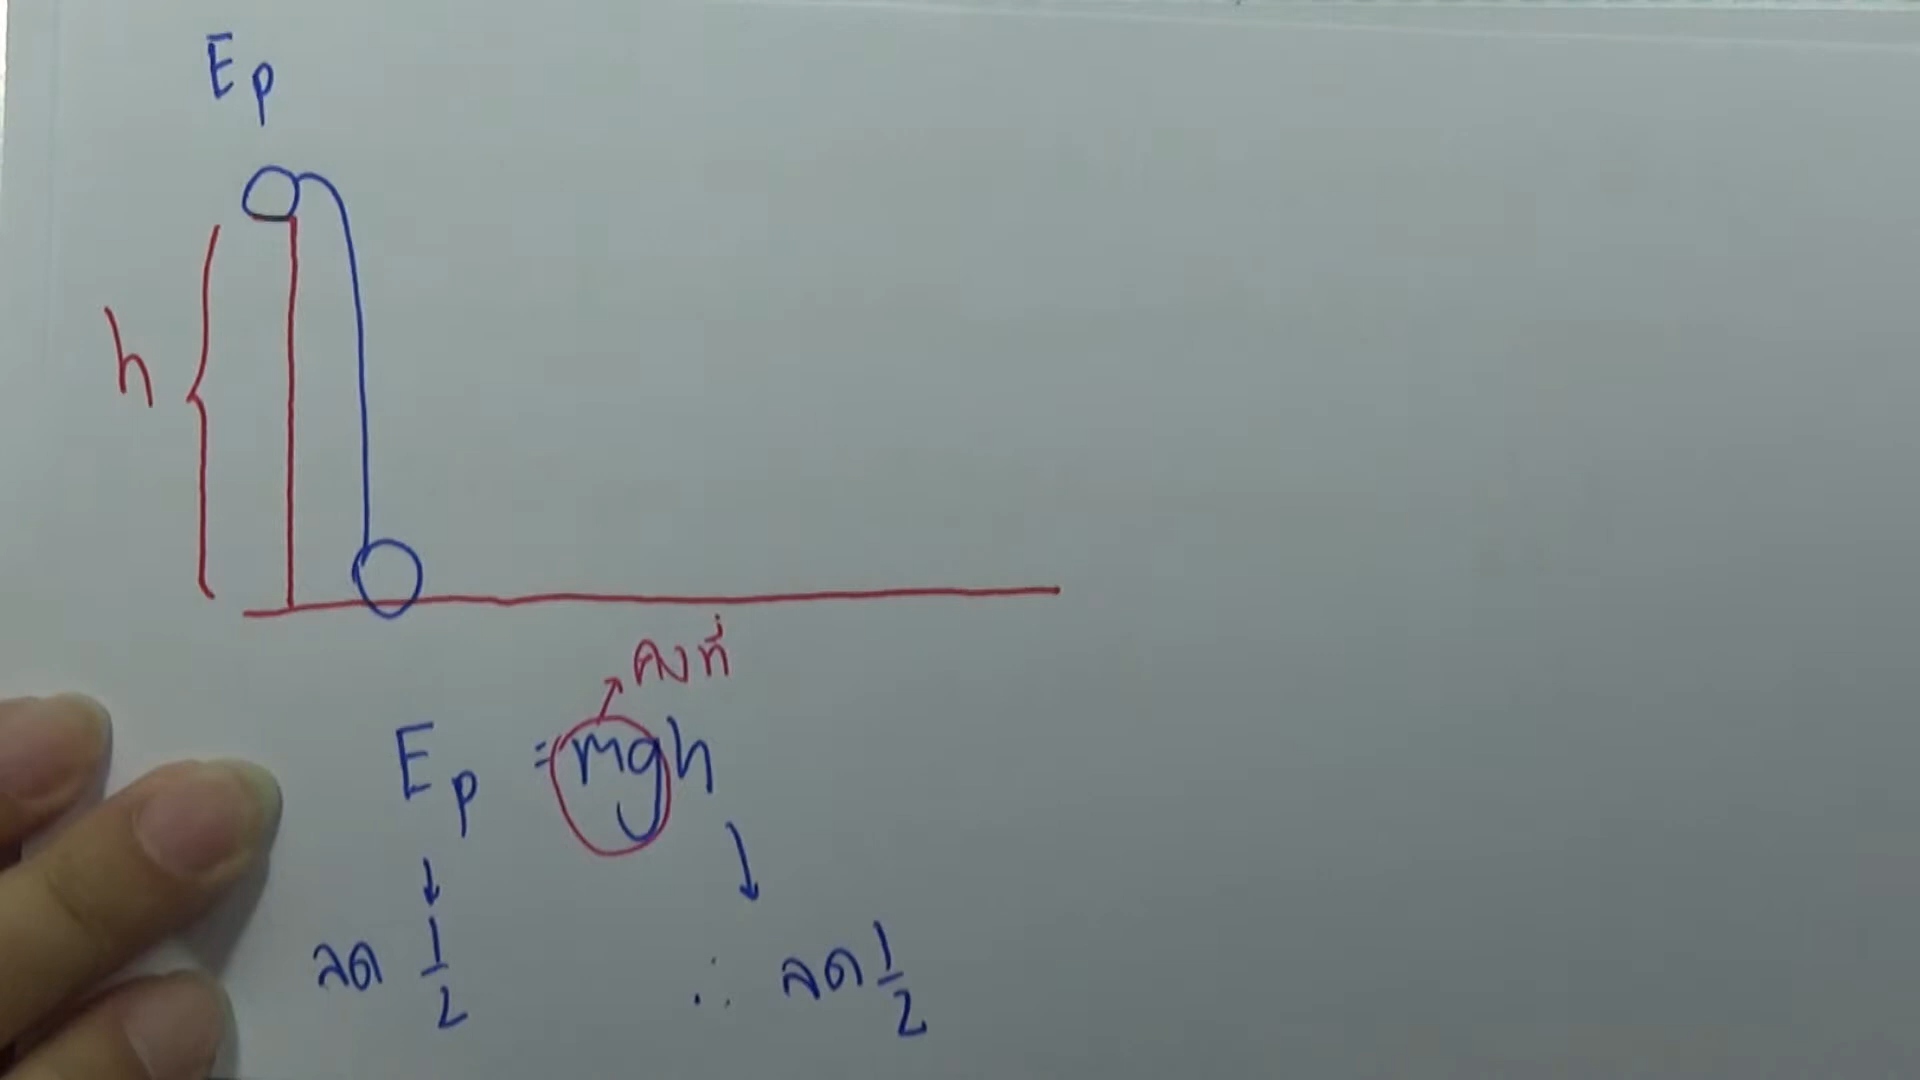 Ep
h
คงที่
Ep = mgh
ลด 1/2 ∴ ลด 1/2